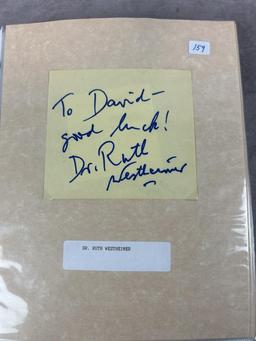 159
To David-
good luck!
Dr. Ruth
Westheimer
DR. RUTH WESTHEIMER